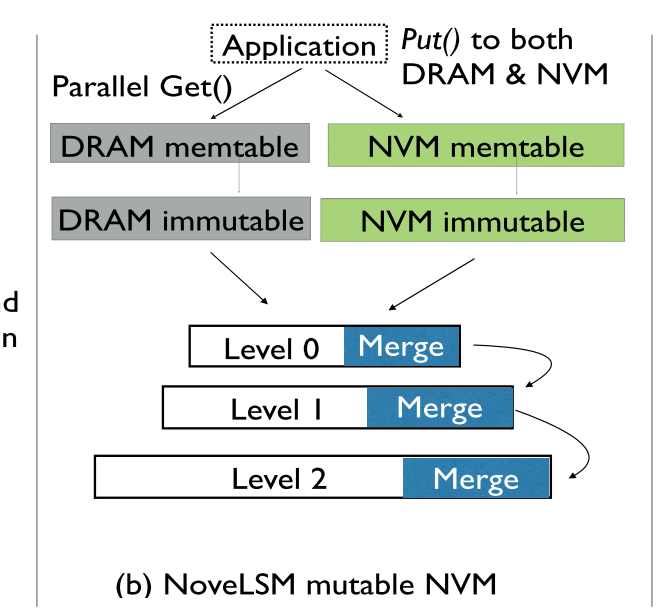 Application
Put() to both
DRAM & NVM
Parallel Get()
DRAM memtable
NVM memtable
DRAM immutable
NVM immutable
Level 0
Merge
Level 1
Merge
Level 2
Merge
(b) NoveLSM mutable NVM